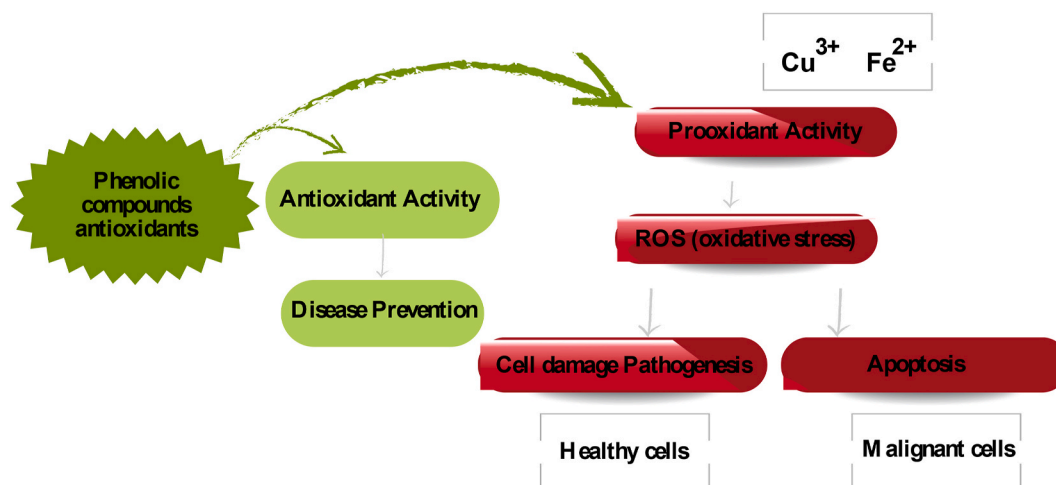 Cu³⁺ Fe²⁺
Prooxidant Activity
Phenolic
compounds
antioxidants
Antioxidant Activity
ROS (oxidative stress)
Disease Prevention
Cell damage Pathogenesis
Apoptosis
Healthy cells
Malignant cells